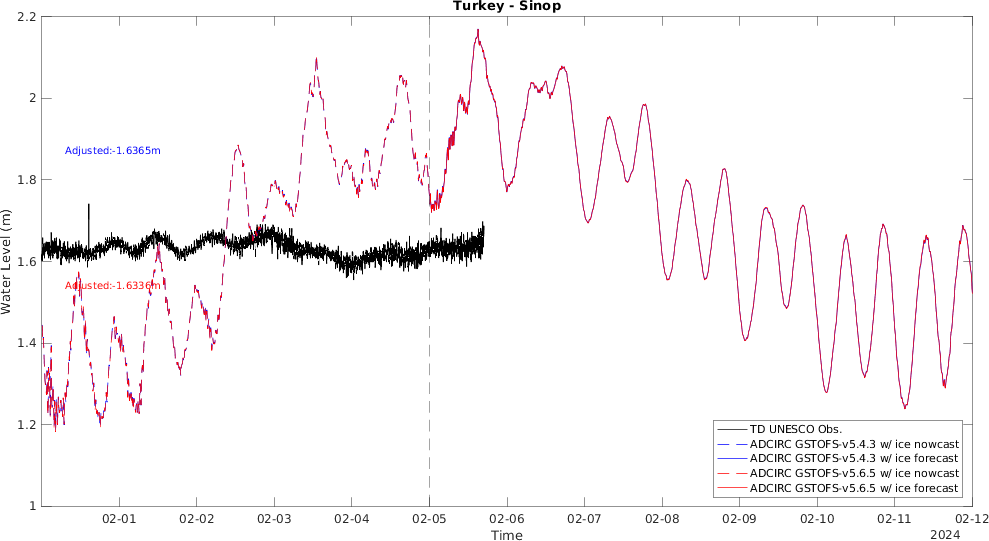 Turkey - Sinop
2.2
2
1.8
1.6
1.4
1.2
1
Water Level (m)
Adjusted:-1.6365m
Adjusted:-1.6336m
TD UNESCO Obs.
ADCIRC GSTOFS-v5.4.3 w/ ice nowcast
ADCIRC GSTOFS-v5.4.3 w/ ice forecast
ADCIRC GSTOFS-v5.6.5 w/ ice nowcast
ADCIRC GSTOFS-v5.6.5 w/ ice forecast
02-01 02-02 02-03 02-04 02-05 02-06 02-07 02-08 02-09 02-10 02-11 02-12
Time
2024